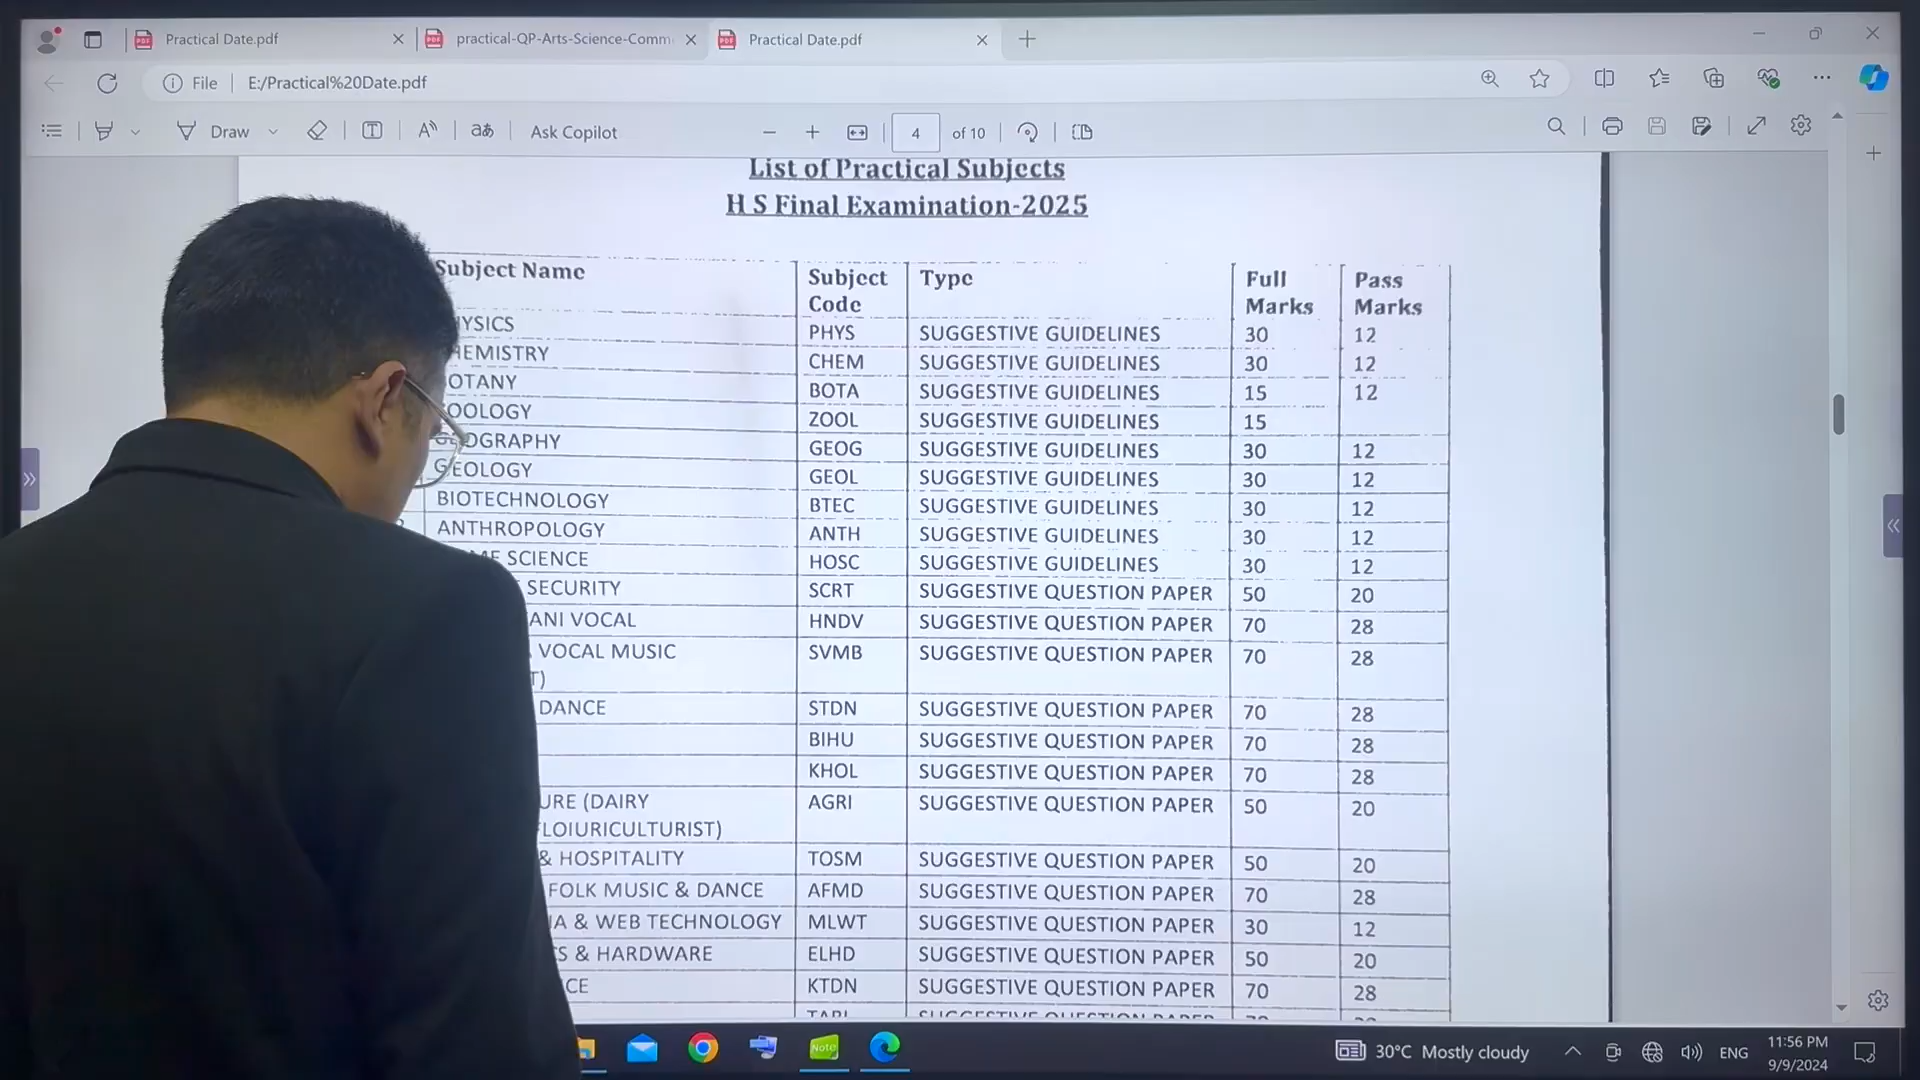 Practical Date.pdf
practical-QP-Arts-Science-Comm
Practical Date.pdf
File
E:/Practical%20Date.pdf
Draw
Ask Copilot
4 of 10
List of Practical Subjects
H S Final Examination-2025
Subject Name Subject Code Type Full Marks Pass Marks
YSICS PHYS SUGGESTIVE GUIDELINES 30 12
HEMISTRY CHEM SUGGESTIVE GUIDELINES 30 12
OTANY BOTA SUGGESTIVE GUIDELINES 15 12
OOLOGY ZOOL SUGGESTIVE GUIDELINES 15
GEOGRAPHY GEOG SUGGESTIVE GUIDELINES 30 12
GEOLOGY GEOL SUGGESTIVE GUIDELINES 30 12
BIOTECHNOLOGY BTEC SUGGESTIVE GUIDELINES 30 12
ANTHROPOLOGY ANTH SUGGESTIVE GUIDELINES 30 12
SCIENCE HOSC SUGGESTIVE GUIDELINES 30 12
SECURITY SCRT SUGGESTIVE QUESTION PAPER 50 20
ANI VOCAL HNDV SUGGESTIVE QUESTION PAPER 70 28
VOCAL MUSIC SVMB SUGGESTIVE QUESTION PAPER 70 28
T)
DANCE STDN SUGGESTIVE QUESTION PAPER 70 28
BIHU SUGGESTIVE QUESTION PAPER 70 28
KHOL SUGGESTIVE QUESTION PAPER 70 28
URE (DAIRY AGRI SUGGESTIVE QUESTION PAPER 50 20
FLOIURICULTURIST)
& HOSPITALITY TOSM SUGGESTIVE QUESTION PAPER 50 20
FOLK MUSIC & DANCE AFMD SUGGESTIVE QUESTION PAPER 70 28
IA & WEB TECHNOLOGY MLWT SUGGESTIVE QUESTION PAPER 30 12
CS & HARDWARE ELHD SUGGESTIVE QUESTION PAPER 50 20
CE KTDN SUGGESTIVE QUESTION PAPER 70 28
Note
30°C Mostly cloudy
ENG
11:56 PM
9/9/2024